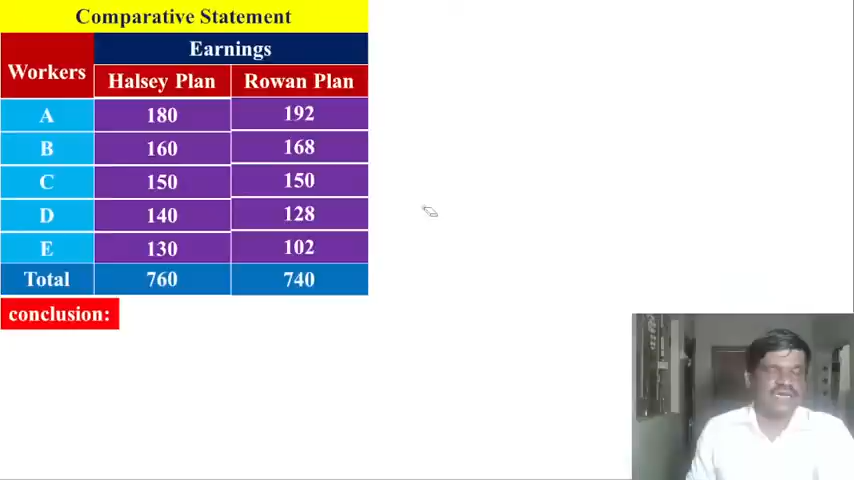 Comparative Statement
Workers Earnings
Halsey Plan Rowan Plan
A 180 192
B 160 168
C 150 150
D 140 128
E 130 102
Total 760 740
conclusion: